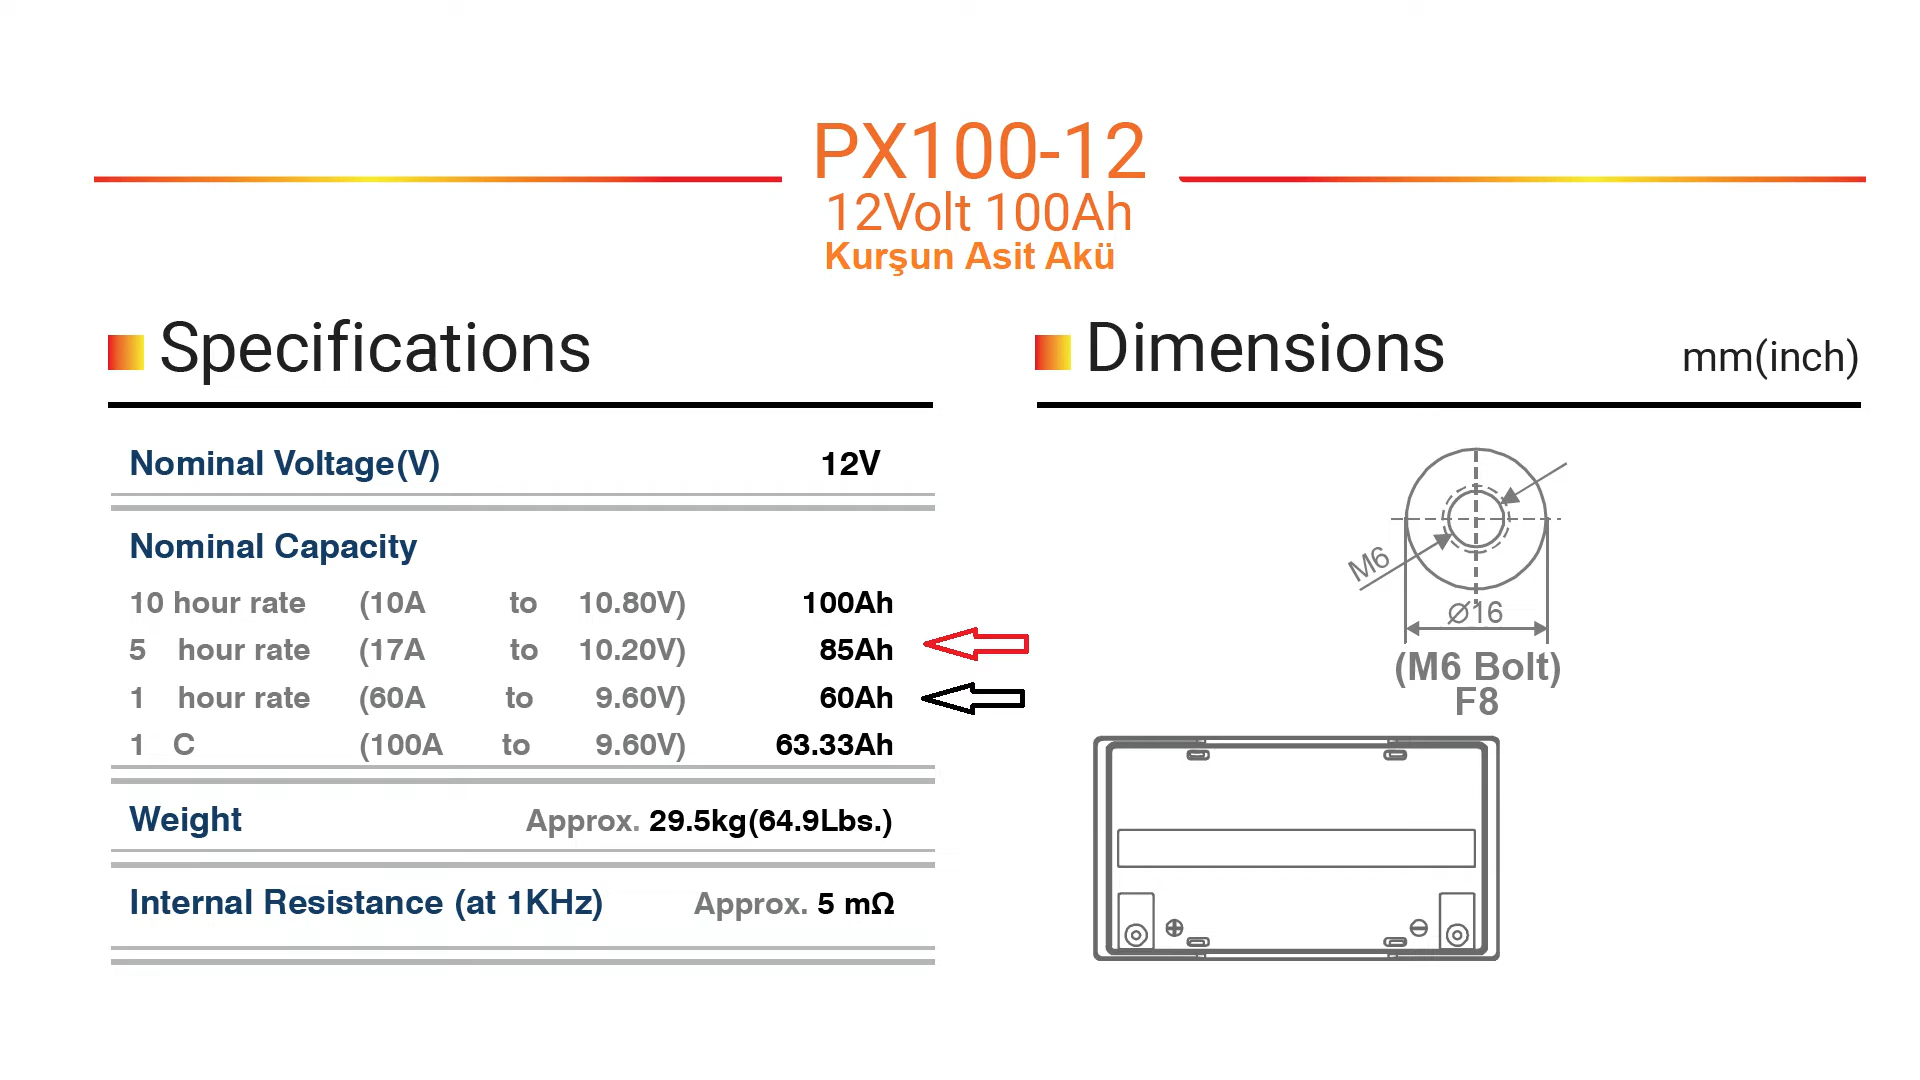 PX100-12
12Volt 100Ah
Kurşun Asit Akü
Specifications
Nominal Voltage(V) 12V
Nominal Capacity
10 hour rate (10A to 10.80V) 100Ah
5 hour rate (17A to 10.20V) 85Ah
1 hour rate (60A to 9.60V) 60Ah
1 C (100A to 9.60V) 63.33Ah
Weight Approx. 29.5kg(64.9Lbs.)
Internal Resistance (at 1KHz) Approx. 5 mΩ
Dimensions mm(inch)
M6
⌀16
(M6 Bolt)
F8